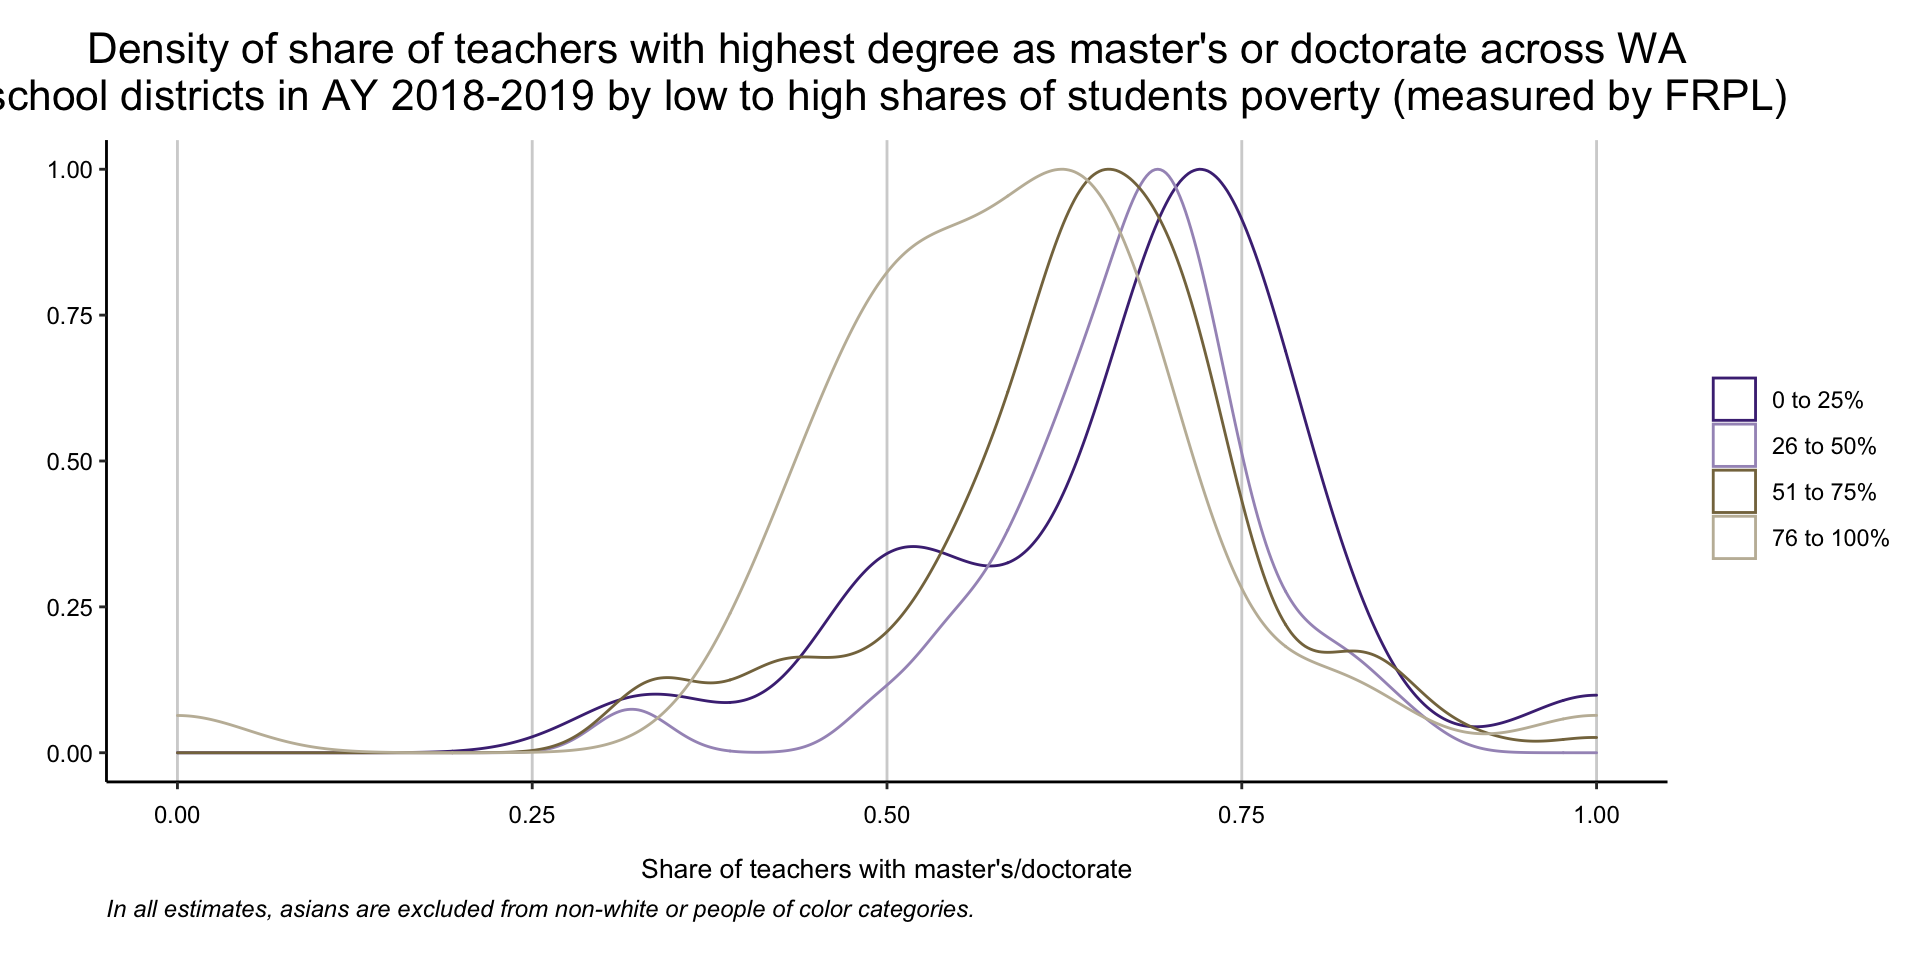 Density of share of teachers with highest degree as master's or doctorate across WA
school districts in AY 2018-2019 by low to high shares of students poverty (measured by FRPL)
1.00
0.75
0.50
0.25
0.00
0.00 0.25 0.50 0.75 1.00
Share of teachers with master's/doctorate
In all estimates, asians are excluded from non-white or people of color categories.
0 to 25%
26 to 50%
51 to 75%
76 to 100%